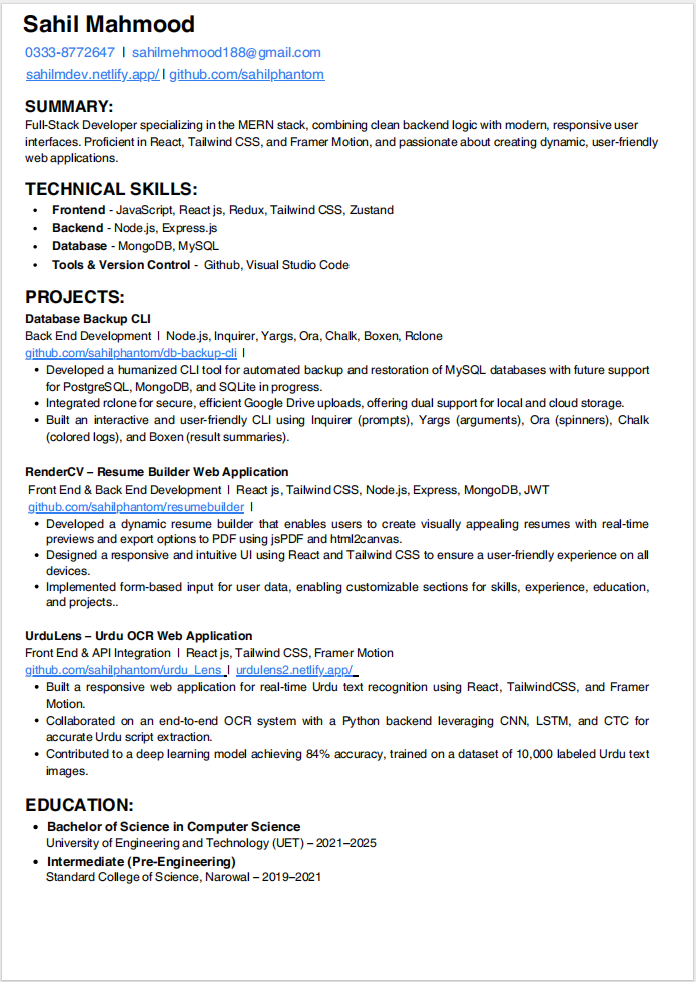 Sahil Mahmood
0333-8772647 | sahilmehmood188@gmail.com
sahilmdev.netlify.app/ | github.com/sahilphantom
SUMMARY:
Full-Stack Developer specializing in the MERN stack, combining clean backend logic with modern, responsive user
interfaces. Proficient in React, Tailwind CSS, and Framer Motion, and passionate about creating dynamic, user-friendly
web applications.
TECHNICAL SKILLS:
• Frontend - JavaScript, React js, Redux, Tailwind CSS, Zustand
• Backend - Node.js, Express.js
• Database - MongoDB, MySQL
• Tools & Version Control - Github, Visual Studio Code
PROJECTS:
Database Backup CLI
Back End Development | Node.js, Inquirer, Yargs, Ora, Chalk, Boxen, Rclone
github.com/sahilphantom/db-backup-cli |
• Developed a humanized CLI tool for automated backup and restoration of MySQL databases with future support
for PostgreSQL, MongoDB, and SQLite in progress.
• Integrated rclone for secure, efficient Google Drive uploads, offering dual support for local and cloud storage.
• Built an interactive and user-friendly CLI using Inquirer (prompts), Yargs (arguments), Ora (spinners), Chalk
(colored logs), and Boxen (result summaries).
RenderCV – Resume Builder Web Application
Front End & Back End Development | React js, Tailwind CSS, Node.js, Express, MongoDB, JWT
github.com/sahilphantom/resumebuilder |
• Developed a dynamic resume builder that enables users to create visually appealing resumes with real-time
previews and export options to PDF using jsPDF and html2canvas.
• Designed a responsive and intuitive UI using React and Tailwind CSS to ensure a user-friendly experience on all
devices.
• Implemented form-based input for user data, enabling customizable sections for skills, experience, education,
and projects..
UrduLens – Urdu OCR Web Application
Front End & API Integration | React js, Tailwind CSS, Framer Motion
github.com/sahilphantom/urdu_Lens | urdulens2.netlify.app/
• Built a responsive web application for real-time Urdu text recognition using React, TailwindCSS, and Framer
Motion.
• Collaborated on an end-to-end OCR system with a Python backend leveraging CNN, LSTM, and CTC for
accurate Urdu script extraction.
• Contributed to a deep learning model achieving 84% accuracy, trained on a dataset of 10,000 labeled Urdu text
images.
EDUCATION:
• Bachelor of Science in Computer Science
University of Engineering and Technology (UET) – 2021–2025
• Intermediate (Pre-Engineering)
Standard College of Science, Narowal – 2019–2021